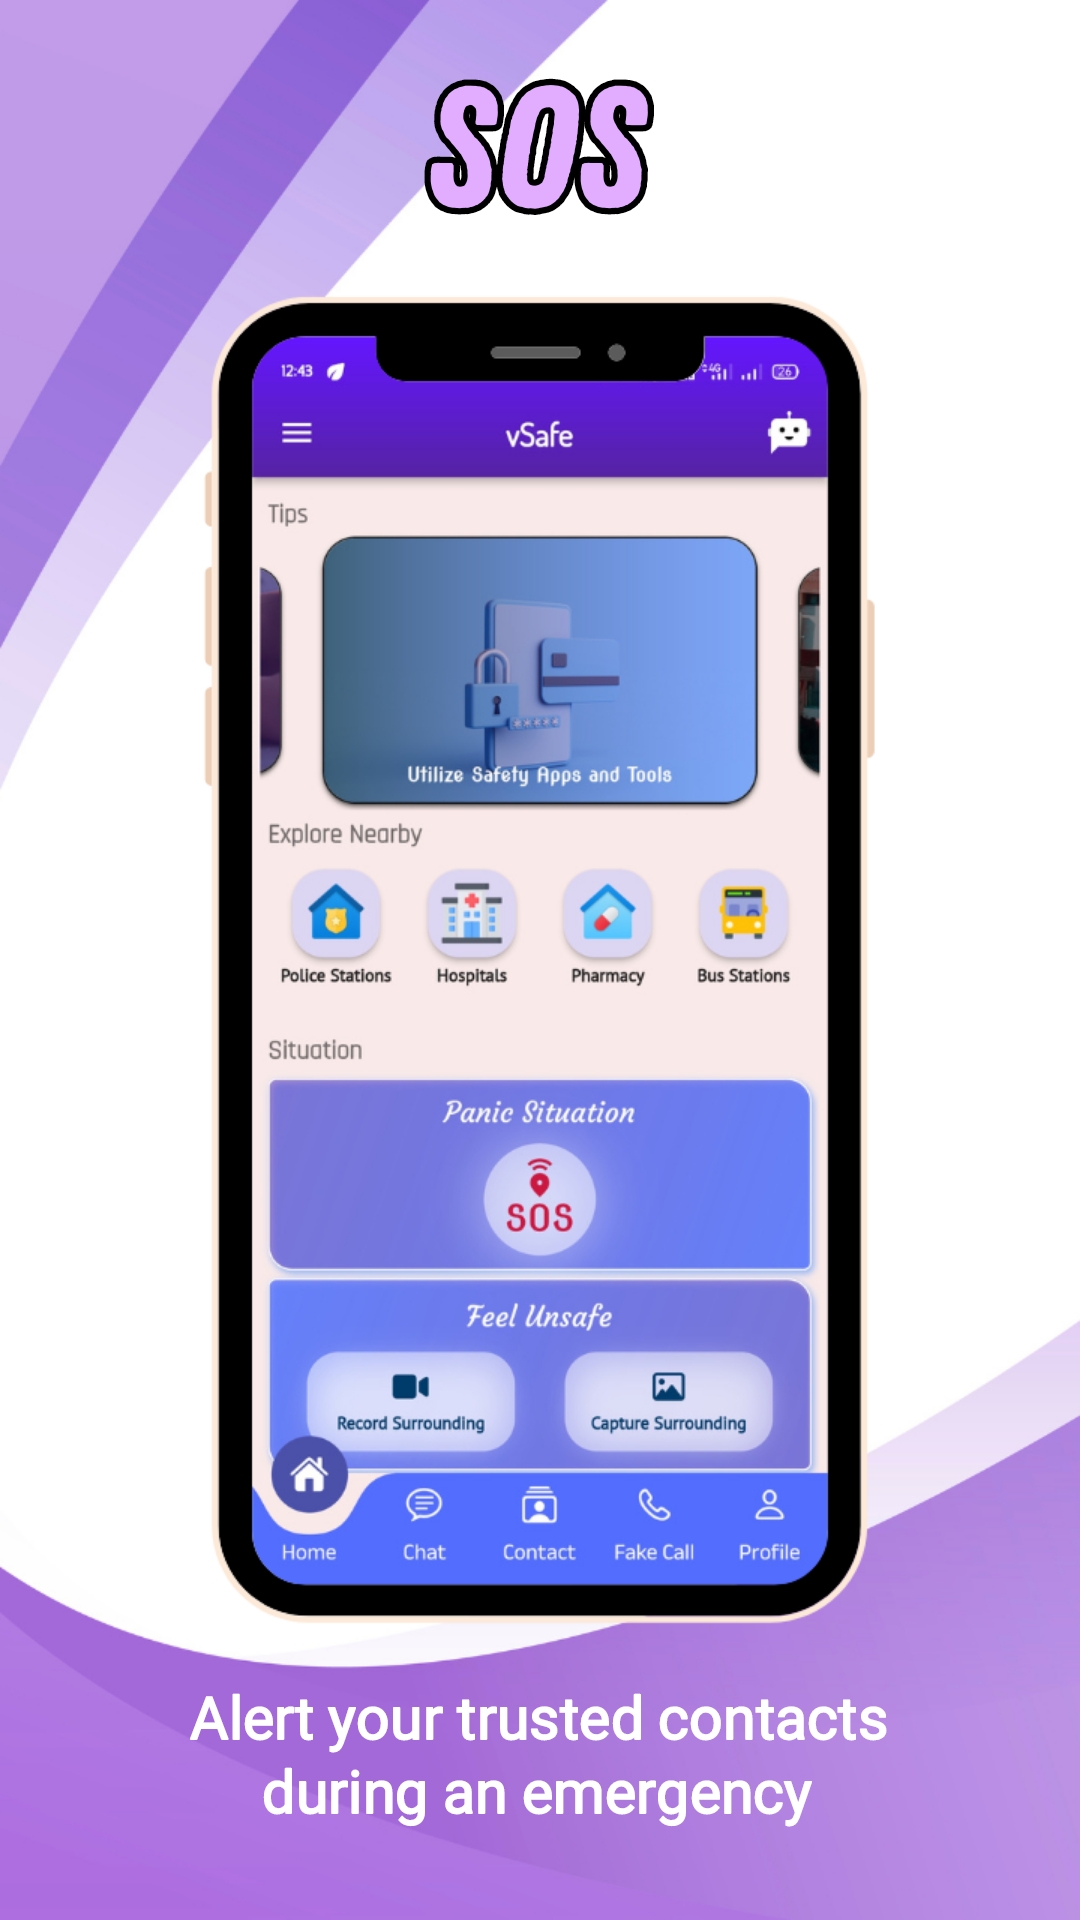 SOS
12:43
4G
26
vSafe
Tips
*****
Utilize Safety Apps and Tools
Explore Nearby
Police Stations
Hospitals
Pharmacy
Bus Stations
Situation
Panic Situation
SOS
Feel Unsafe
Record Surrounding
Capture Surrounding
Home
Chat
Contact
Fake Call
Profile
Alert your trusted contacts
during an emergency